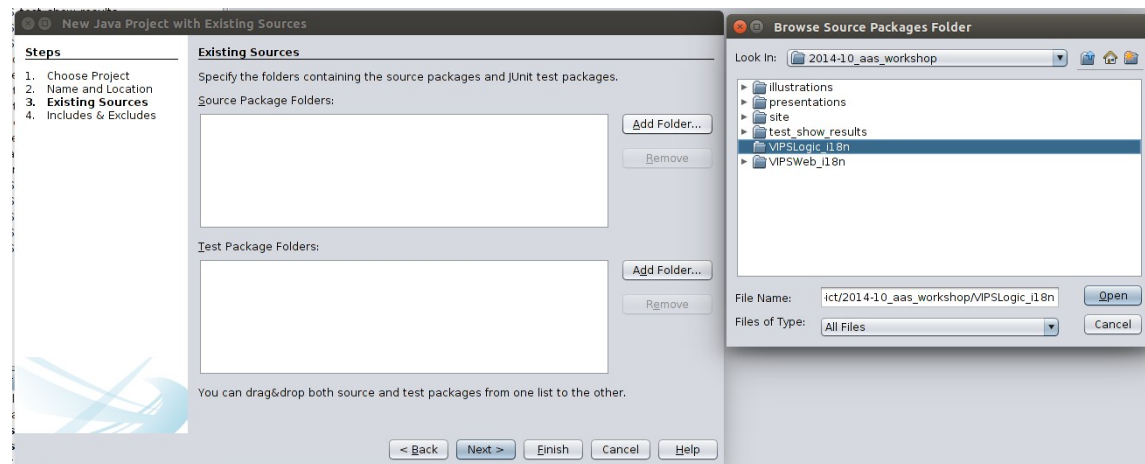 New Java Project with Existing Sources
Steps
1. Choose Project
2. Name and Location
3. Existing Sources
4. Includes & Excludes
Existing Sources
Specify the folders containing the source packages and JUnit test packages.
Source Package Folders:
Add Folder...
Remove
Test Package Folders:
Add Folder...
Remove
You can drag&drop both source and test packages from one list to the other.
< Back
Next >
Finish
Cancel
Help
Browse Source Packages Folder
Look In:
2014-10_aas_workshop
illustrations
presentations
site
test_show_results
VIPSLogic_i18n
VIPSWeb_i18n
File Name:
ict/2014-10_aas_workshop/VIPSLogic_i18n
Open
Files of Type:
All Files
Cancel